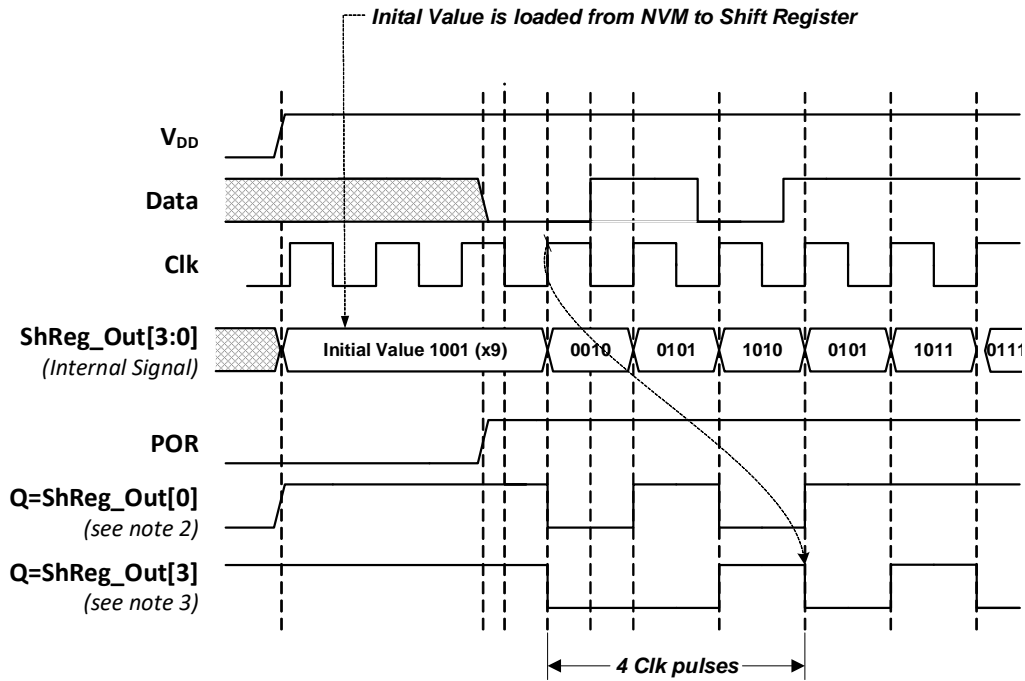 Inital Value is loaded from NVM to Shift Register
VDD
Data
Clk
ShReg_Out[3:0]
(Internal Signal)
Initial Value 1001 (x9)
0010
0101
1010
0101
1011
0111
POR
Q=ShReg_Out[0]
(see note 2)
Q=ShReg_Out[3]
(see note 3)
4 Clk pulses